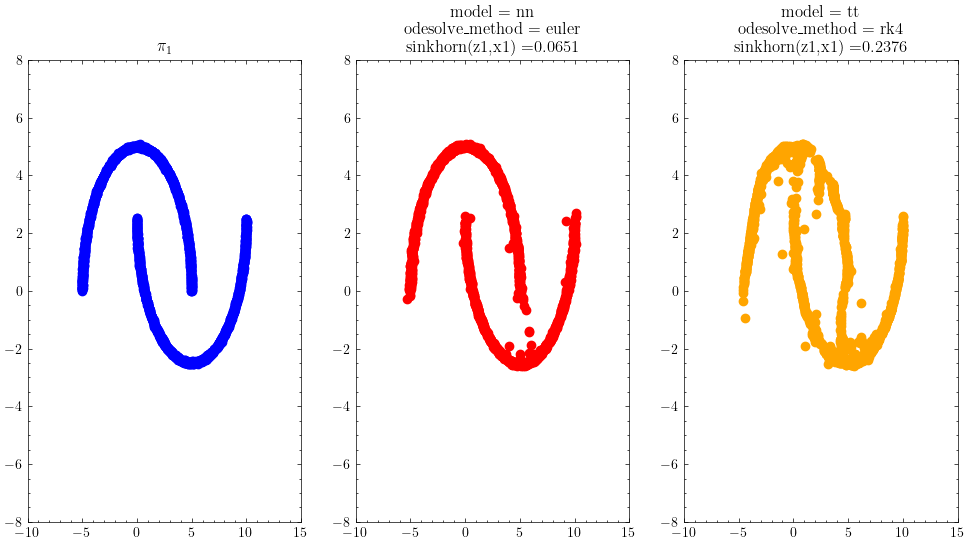 π₁
8
6
4
2
0
−2
−4
−6
−8
−10 −5 0 5 10 15
model = nn
odesolve_method = euler
sinkhorn(z1,x1) =0.0651
8
6
4
2
0
−2
−4
−6
−8
−10 −5 0 5 10 15
model = tt
odesolve_method = rk4
sinkhorn(z1,x1) =0.2376
8
6
4
2
0
−2
−4
−6
−8
−10 −5 0 5 10 15